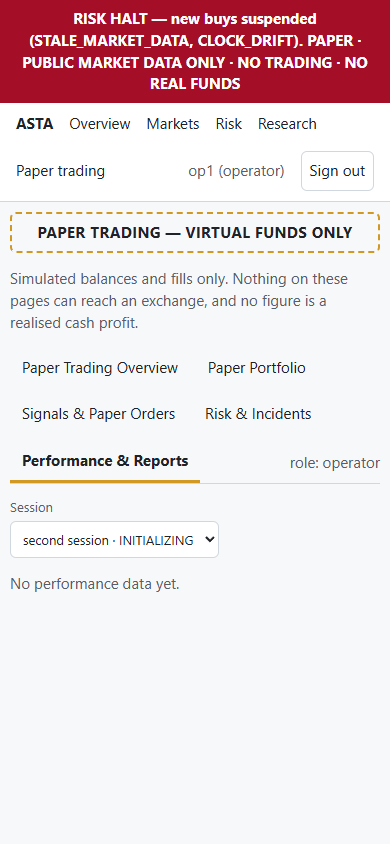 RISK HALT — new buys suspended
(STALE_MARKET_DATA, CLOCK_DRIFT). PAPER ·
PUBLIC MARKET DATA ONLY · NO TRADING · NO
REAL FUNDS
ASTA Overview Markets Risk Research
Paper trading op1 (operator) Sign out
PAPER TRADING — VIRTUAL FUNDS ONLY
Simulated balances and fills only. Nothing on these
pages can reach an exchange, and no figure is a
realised cash profit.
Paper Trading Overview Paper Portfolio
Signals & Paper Orders Risk & Incidents
Performance & Reports role: operator
Session
second session · INITIALIZING
No performance data yet.